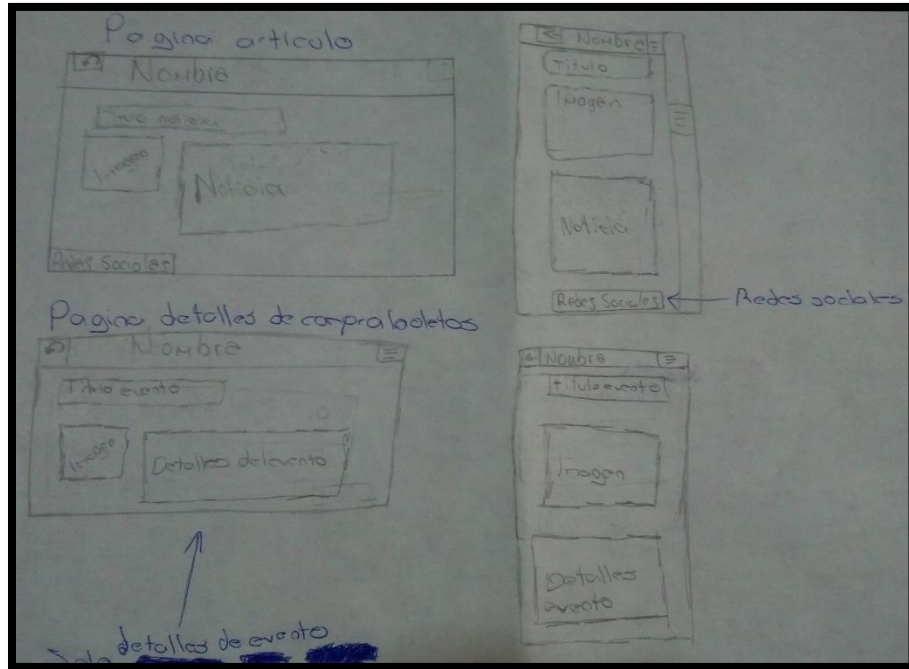 Pagina articulo
Nombre
Titulo noticia
Imagen
Noticia
Redes Sociales
Nombre
Titulo
Imagen
Noticia
Redes Sociales
Redes sociales
Pagina detalles de compra boletos
Nombre
Titulo evento
Imagen
Detalles del evento
detalles de evento
Solo
Nombre
titulo evento
Imagen
Detalles
evento